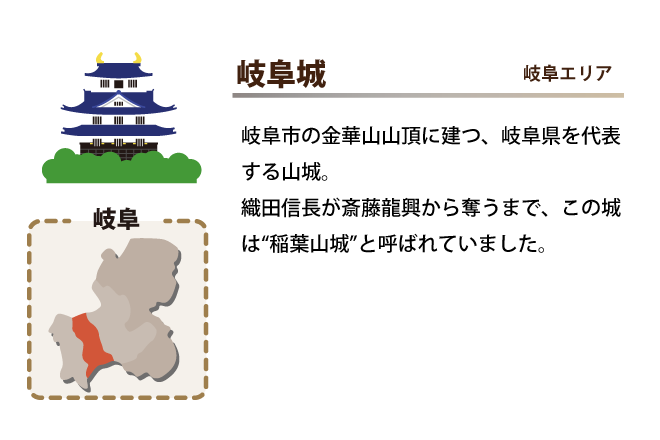 岐阜城
岐阜エリア
岐阜市の金華山山頂に建つ、岐阜県を代表
する山城。
織田信長が斎藤龍興から奪うまで、この城
は“稲葉山城”と呼ばれていました。
岐阜